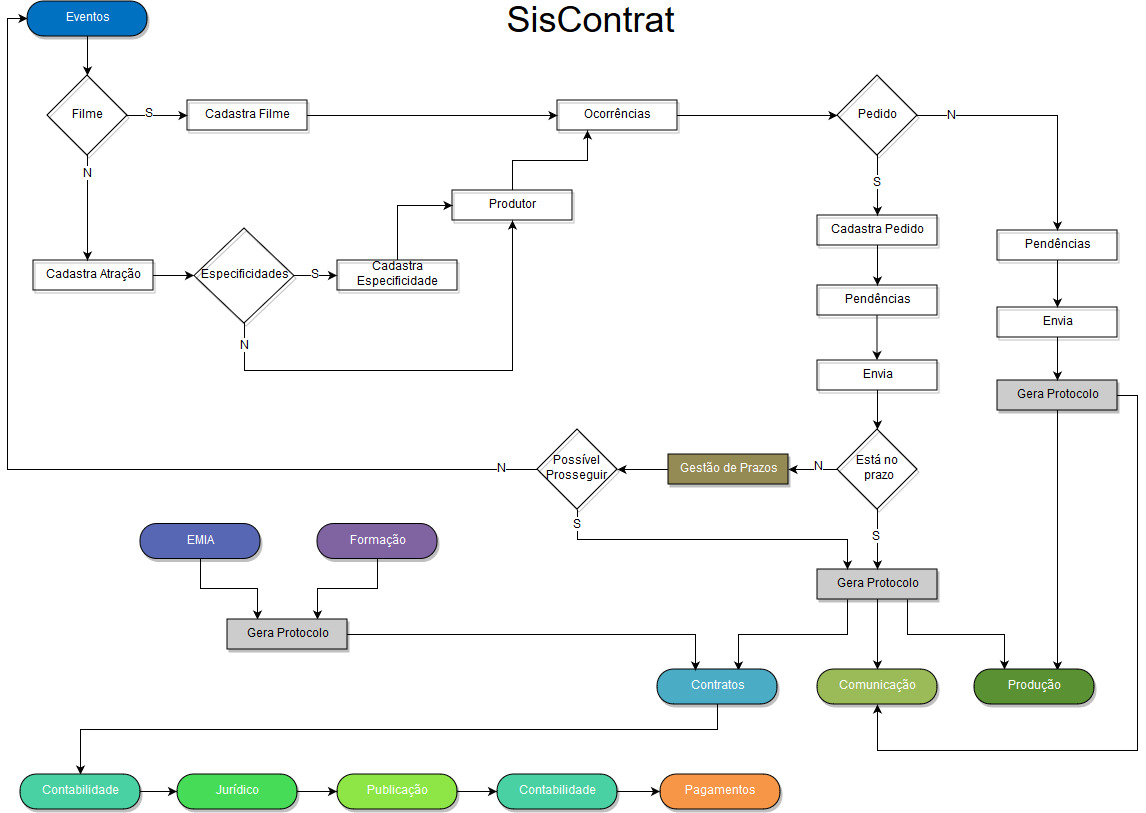 SisContrat
Eventos
Filme
S
Cadastra Filme
Ocorrências
Pedido
N
N
S
Produtor
Cadastra Pedido
Pendências
Cadastra Atração
Especificidades
S
Cadastra
Especificidade
Pendências
Envia
N
Envia
Gera Protocolo
N
Possível
Prosseguir
Gestão de Prazos
N
Está no
prazo
S
S
EMIA
Formação
Gera Protocolo
Gera Protocolo
Contratos
Comunicação
Produção
Contabilidade
Jurídico
Publicação
Contabilidade
Pagamentos